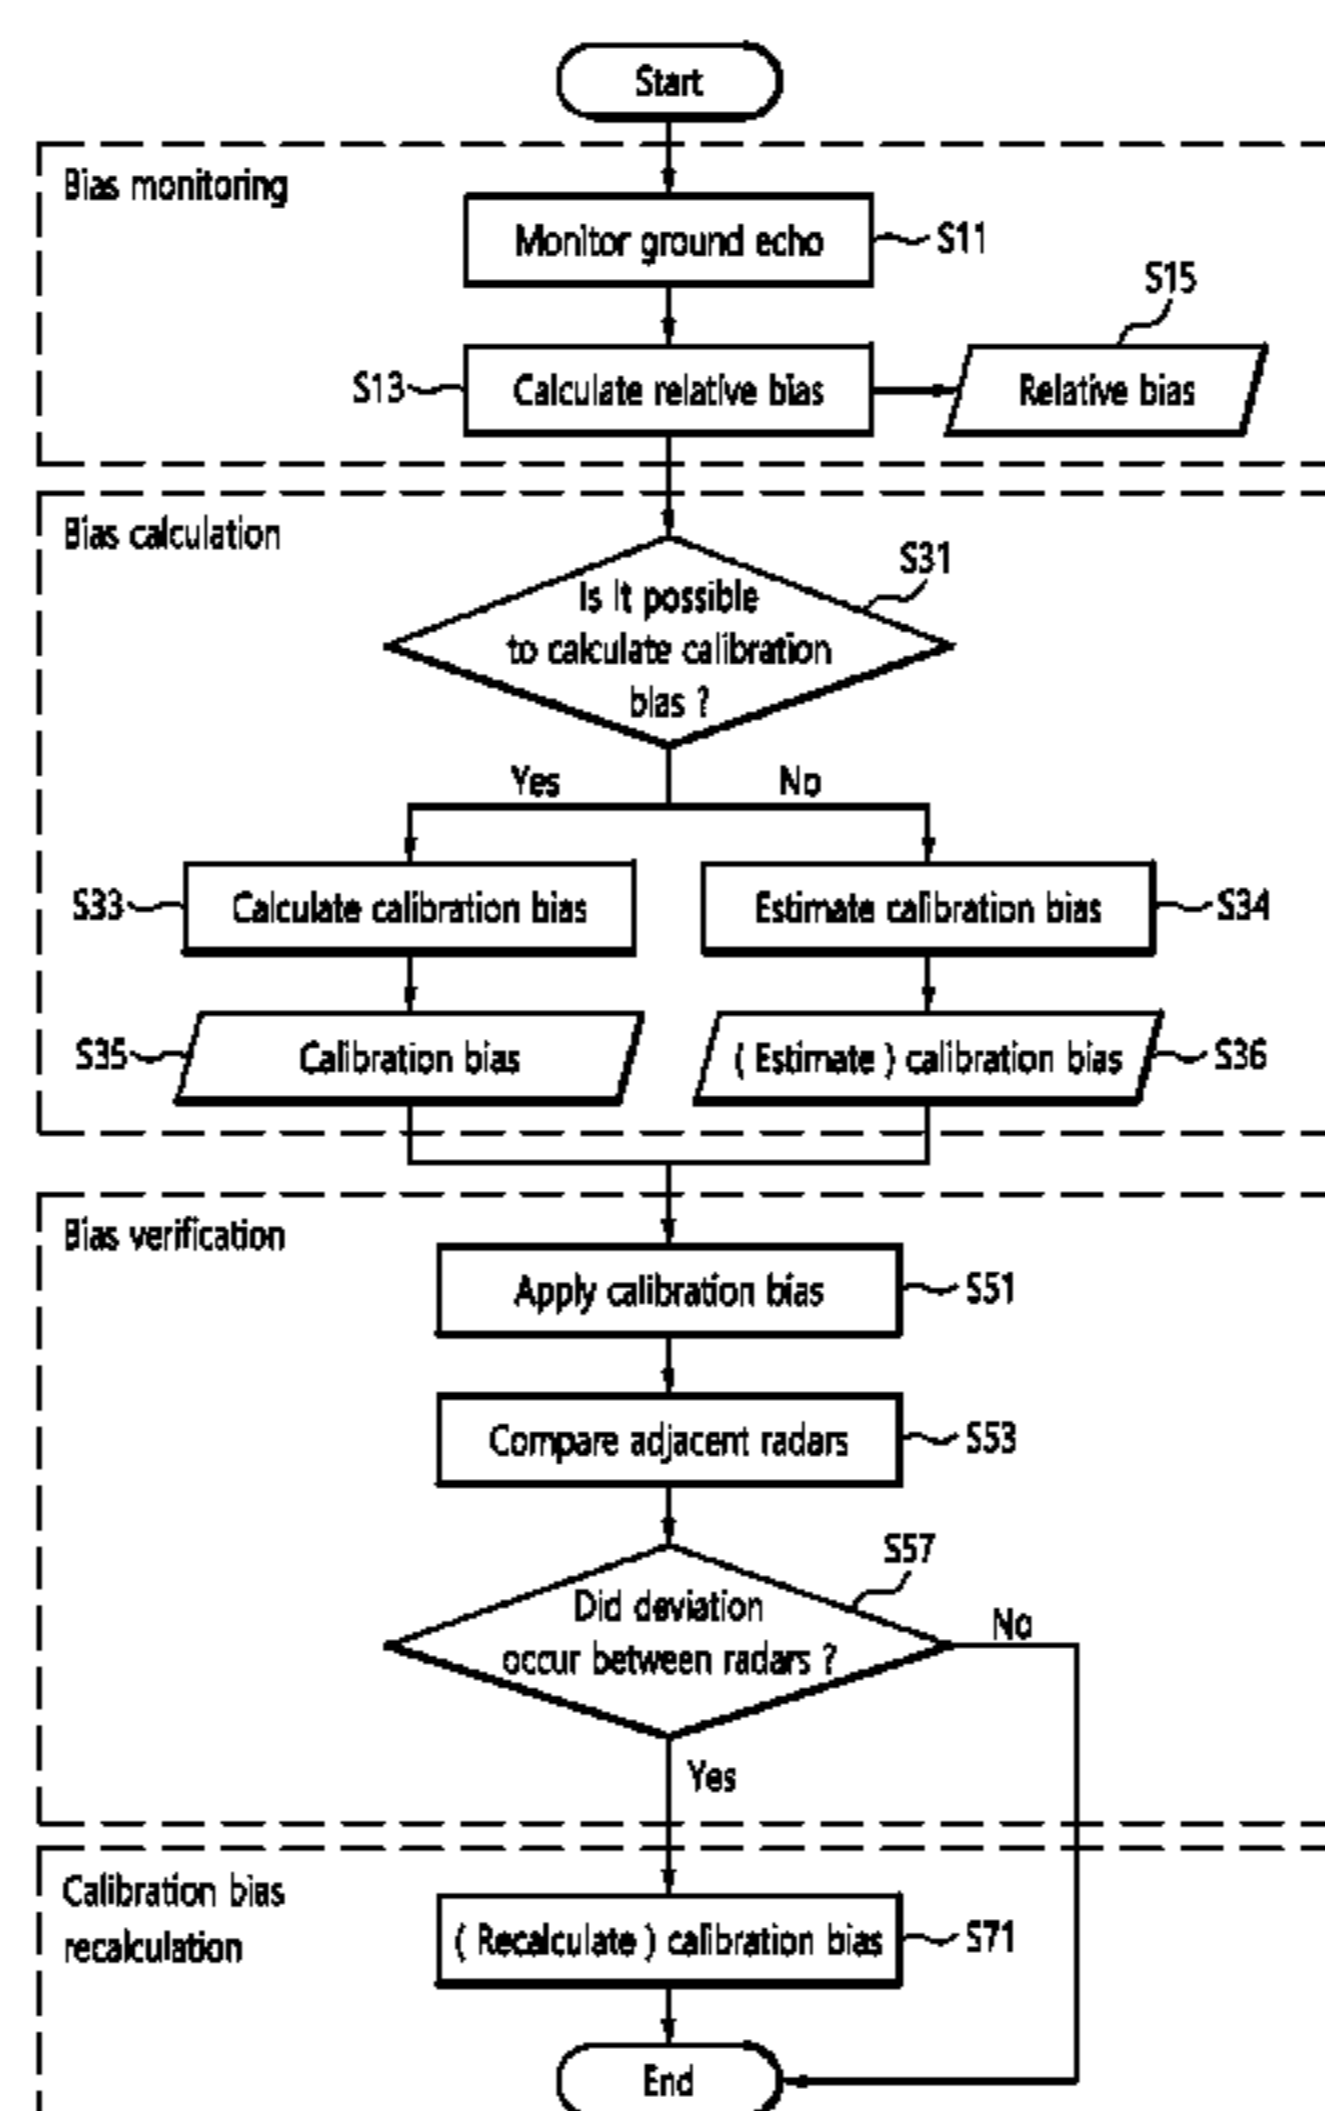 Start
Bias monitoring
Monitor ground echo
S11
S15
S13
Calculate relative bias
Relative bias
Bias calculation
S31
Is It possible
to calculate calibration
bias ?
Yes
No
S33
Calculate calibration bias
Estimate calibration bias
S34
S35
Calibration bias
( Estimate ) calibration bias
S36
Bias verification
Apply calibration bias
S51
Compare adjacent radars
S53
S57
Did deviation
occur between radars ?
No
Yes
Calibration bias
recalculation
( Recalculate ) calibration bias
S71
End